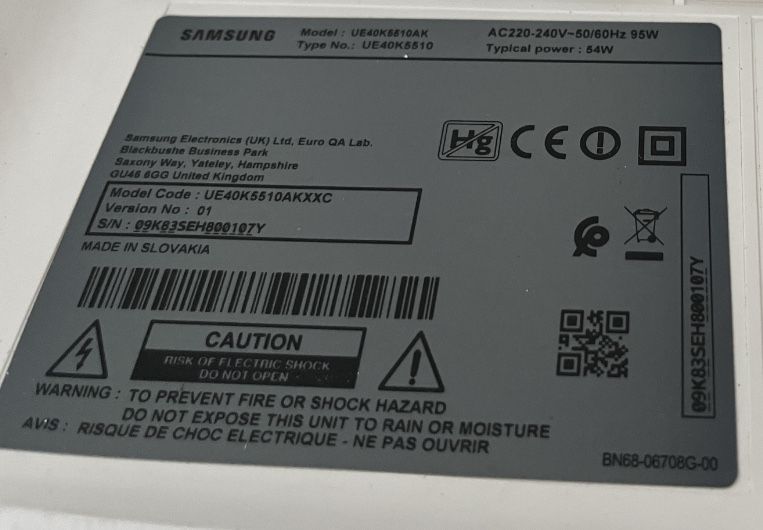 SAMSUNG
Model : UE40K5510AK
Type No.: UE40K5510
AC220-240V~50/60Hz 95W
Typical power : 54W
Samsung Electronics (UK) Ltd, Euro QA Lab.
Blackbushe Business Park
Saxony Way, Yateley, Hampshire
GU46 6GG United Kingdom
Hg
CE
Model Code : UE40K5510AKXXC
Version No : 01
S/N : 09K83SEH800107Y
MADE IN SLOVAKIA
09K83SEH800107Y
CAUTION
RISK OF ELECTRIC SHOCK
DO NOT OPEN
WARNING : TO PREVENT FIRE OR SHOCK HAZARD
DO NOT EXPOSE THIS UNIT TO RAIN OR MOISTURE
AVIS : RISQUE DE CHOC ELECTRIQUE - NE PAS OUVRIR
BN68-06708G-00